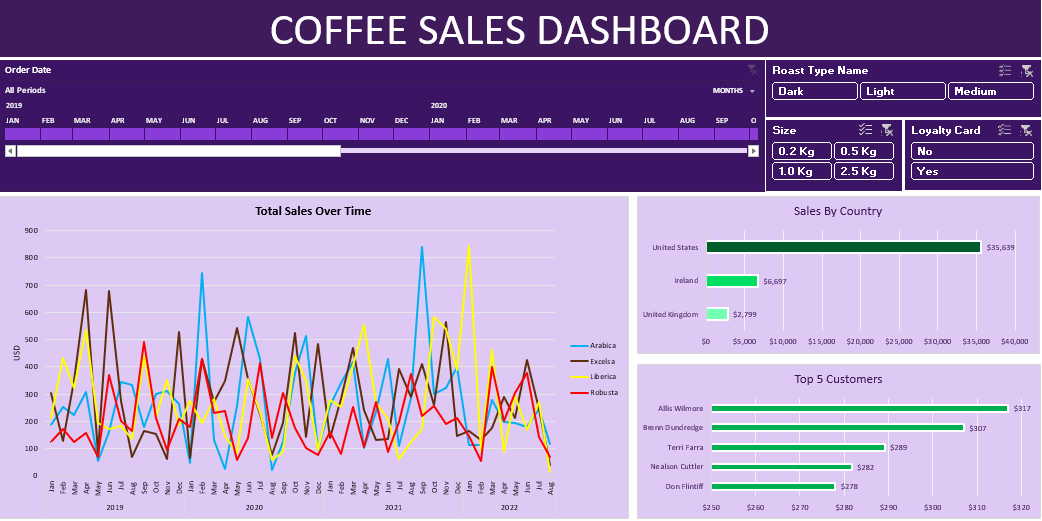 COFFEE SALES DASHBOARD
Order Date
All Periods
MONTHS
2019 2020
JAN FEB MAR APR MAY JUN JUL AUG SEP OCT NOV DEC JAN FEB MAR APR MAY JUN JUL AUG SEP O
Roast Type Name
Dark Light Medium
Size
0.2 Kg 0.5 Kg
1.0 Kg 2.5 Kg
Loyalty Card
No
Yes
Total Sales Over Time
USD
900
800
700
600
500
400
300
200
100
0
Jan Feb Mar Apr May Jun Jul Aug Sep Oct Nov Dec Jan Feb Mar Apr May Jun Jul Aug Sep Oct Nov Dec Jan Feb Mar Apr May Jun Jul Aug Sep Oct Nov Dec Jan Feb Mar Apr May Jun Jul Aug
2019 2020 2021 2022
Arabica
Excelsa
Liberica
Robusta
Sales By Country
United States $35,639
Ireland $6,697
United Kingdom $2,799
$0 $5,000 $10,000 $15,000 $20,000 $25,000 $30,000 $35,000 $40,000
Top 5 Customers
Allis Wilmore $317
Brenn Dundredge $307
Terri Farra $289
Nealson Cuttler $282
Don Flintiff $278
$250 $260 $270 $280 $290 $300 $310 $320